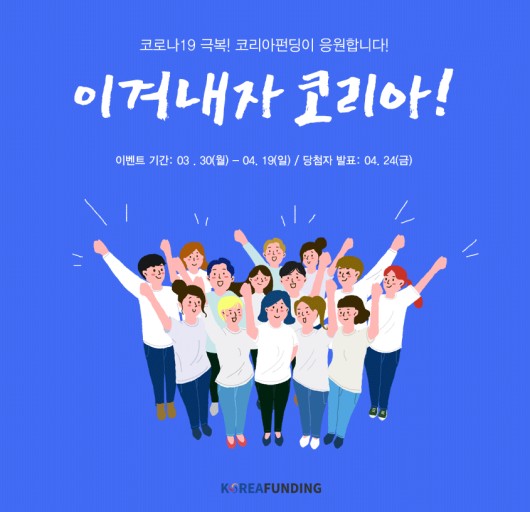 코로나19 극복! 코리아펀딩이 응원합니다!
이겨내자 코리아!
이벤트 기간: 03 . 30(월) – 04. 19(일) / 당첨자 발표: 04. 24(금)
KOREAFUNDING